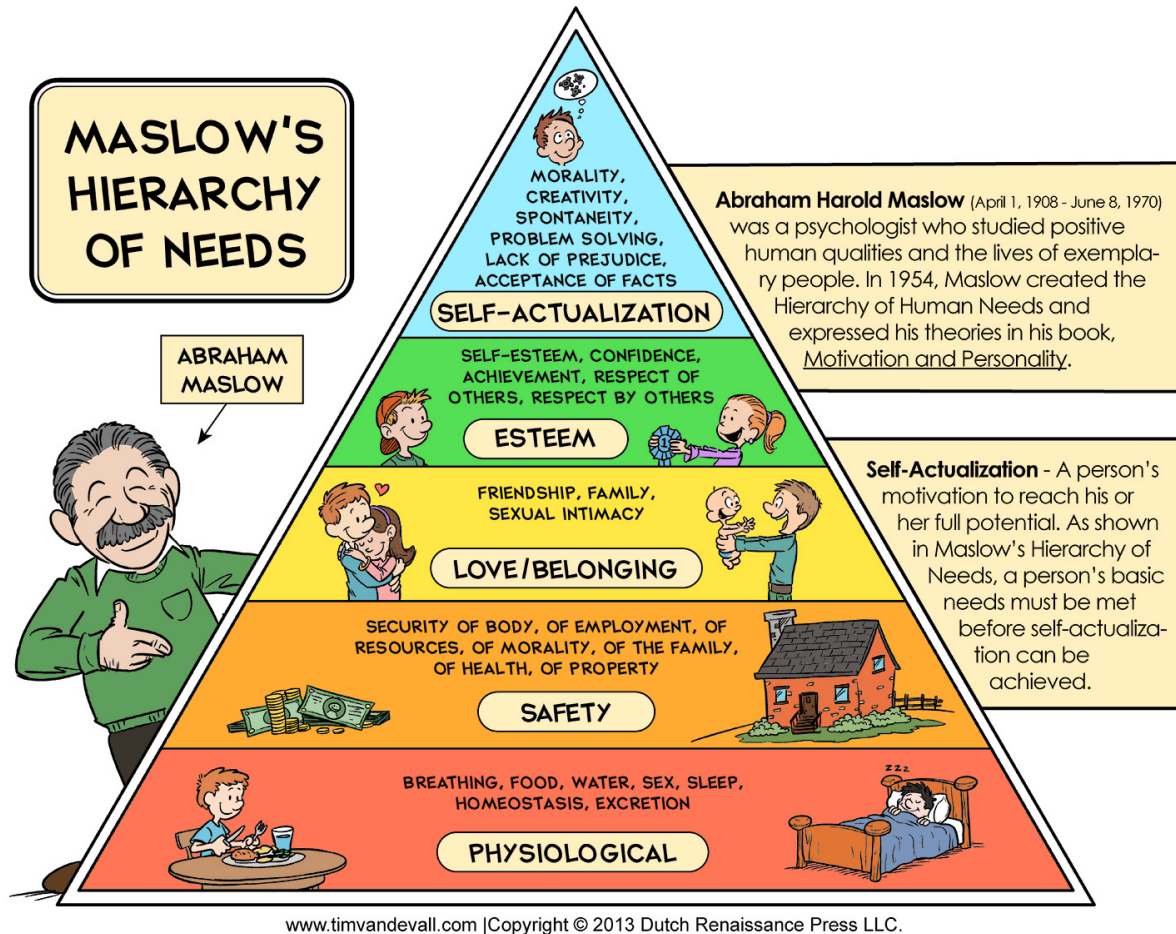 MASLOW'S
HIERARCHY
OF NEEDS
ABRAHAM
MASLOW
MORALITY,
CREATIVITY,
SPONTANEITY,
PROBLEM SOLVING,
LACK OF PREJUDICE,
ACCEPTANCE OF FACTS
SELF-ACTUALIZATION
SELF-ESTEEM, CONFIDENCE,
ACHIEVEMENT, RESPECT OF
OTHERS, RESPECT BY OTHERS
ESTEEM
FRIENDSHIP, FAMILY,
SEXUAL INTIMACY
LOVE/BELONGING
SECURITY OF BODY, OF EMPLOYMENT, OF
RESOURCES, OF MORALITY, OF THE FAMILY,
OF HEALTH, OF PROPERTY
SAFETY
BREATHING, FOOD, WATER, SEX, SLEEP,
HOMEOSTASIS, EXCRETION
PHYSIOLOGICAL
zzz
1
Abraham Harold Maslow (April 1, 1908 - June 8, 1970)
was a psychologist who studied positive
human qualities and the lives of exempla-
ry people. In 1954, Maslow created the
Hierarchy of Human Needs and
expressed his theories in his book,
Motivation and Personality.
Self-Actualization - A person's
motivation to reach his or
her full potential. As shown
in Maslow's Hierarchy of
Needs, a person's basic
needs must be met
before self-actualiza-
tion can be
achieved.
www.timvandevall.com |Copyright © 2013 Dutch Renaissance Press LLC.